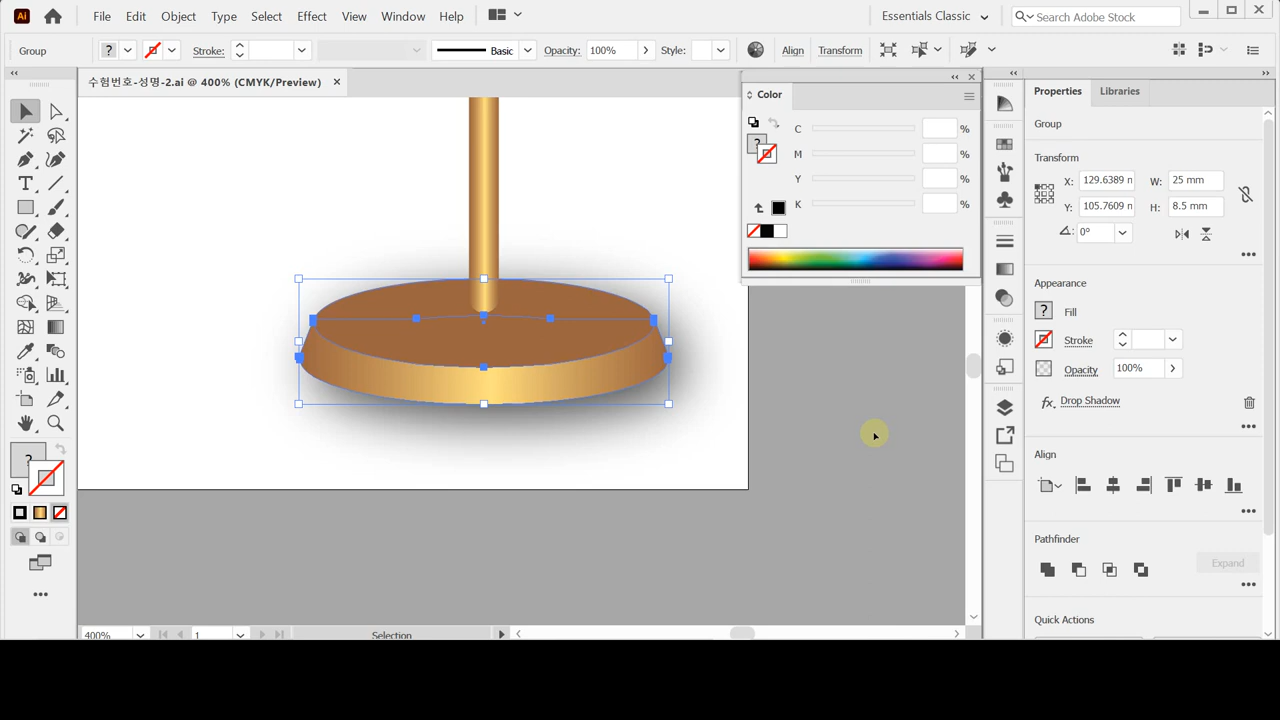 Ai File Edit Object Type Select Effect View Window Help Essentials Classic Search Adobe Stock
Group ? Stroke: Basic Opacity: 100% Style: Align Transform
수험번호-성명-2.ai @ 400% (CMYK/Preview)
Color
C %
M %
Y %
K %
?
Properties Libraries
Group
Transform
X: 129.6389 W: 25 mm
Y: 105.7609 H: 8.5 mm
0°
Appearance
? Fill
Stroke
Opacity 100%
fx Drop Shadow
Align
Pathfinder
Expand
Quick Actions
?
400% 1 Selection